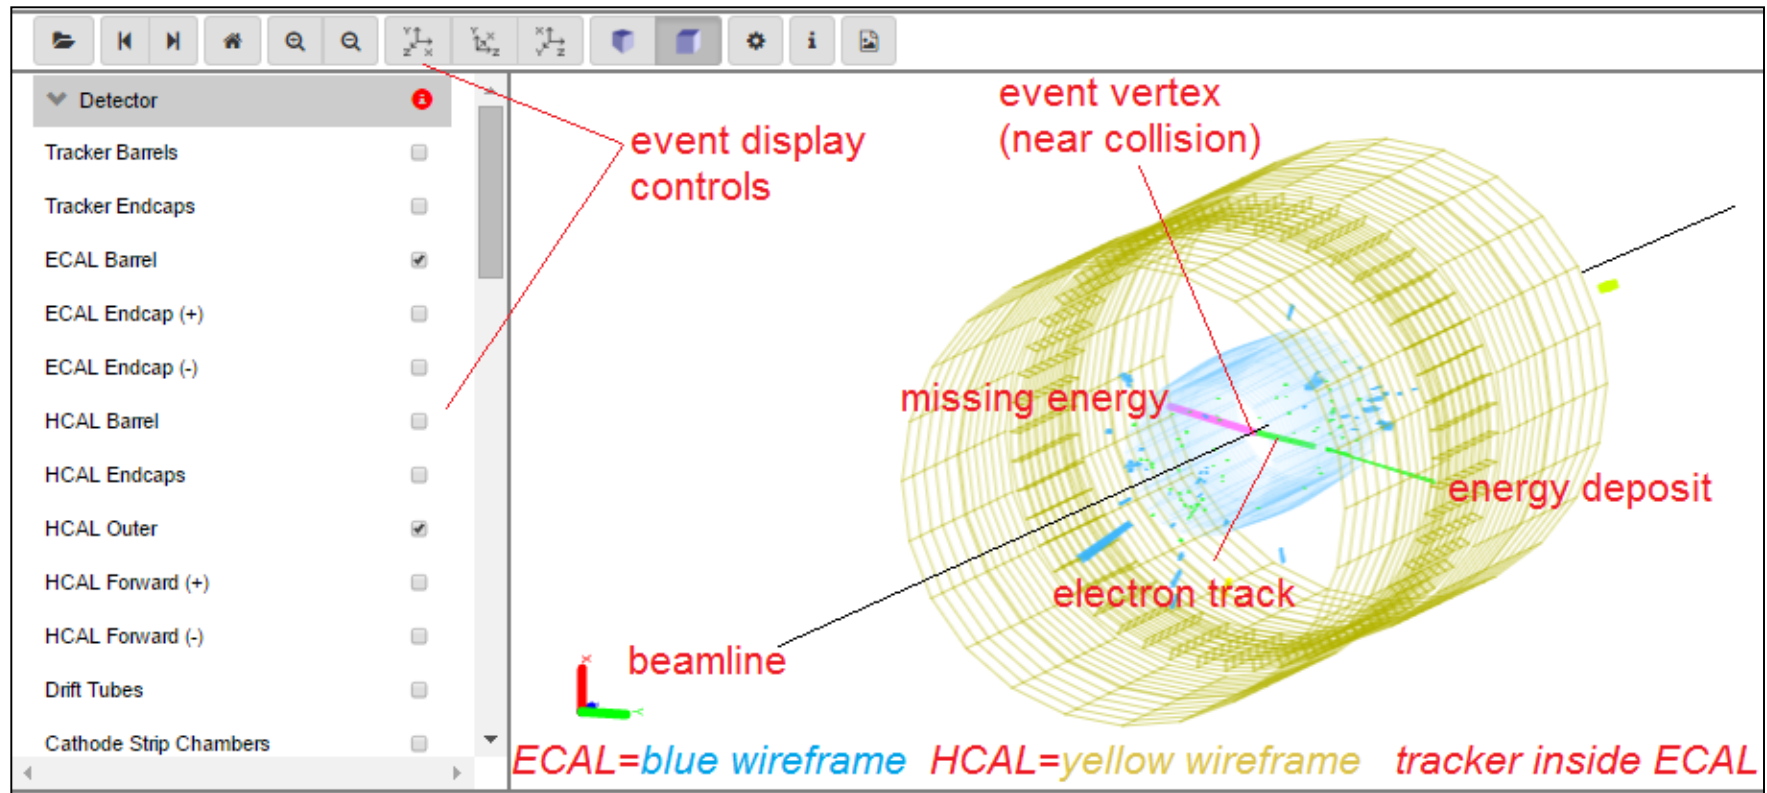 Y
Z
X
Y
X
Z
X
Y
Z
i
Detector
Tracker Barrels
Tracker Endcaps
ECAL Barrel
ECAL Endcap (+)
ECAL Endcap (-)
HCAL Barrel
HCAL Endcaps
HCAL Outer
HCAL Forward (+)
HCAL Forward (-)
Drift Tubes
Cathode Strip Chambers
event display
controls
event vertex
(near collision)
missing energy
energy deposit
electron track
beamline
X
Y
ECAL=blue wireframe HCAL=yellow wireframe tracker inside ECAL